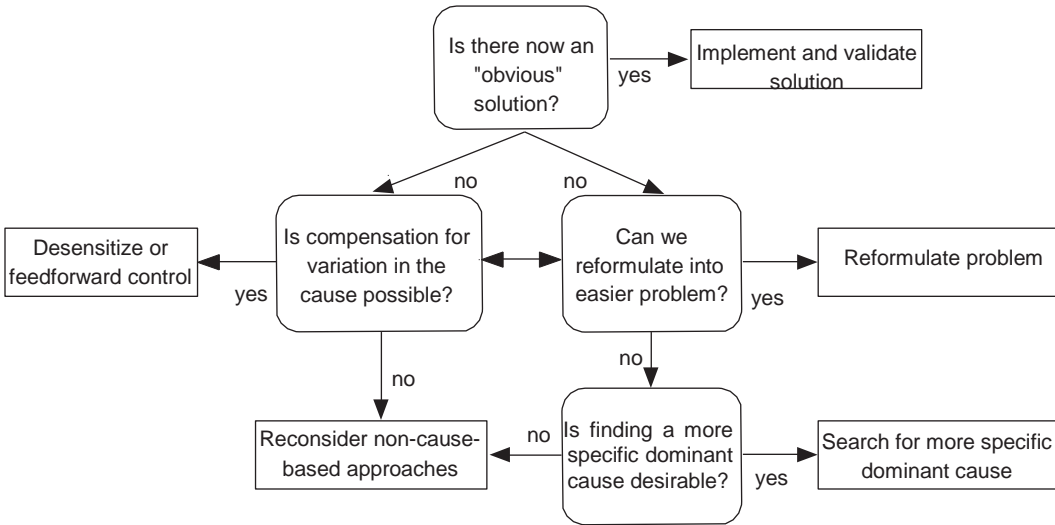 Is there now an
"obvious"
solution?
yes
Implement and validate
solution
no
no
Desensitize or
feedforward control
yes
Is compensation for
variation in the
cause possible?
Can we
reformulate into
easier problem?
yes
Reformulate problem
no
no
Reconsider non-cause-
based approaches
no
Is finding a more
specific dominant
cause desirable?
yes
Search for more specific
dominant cause